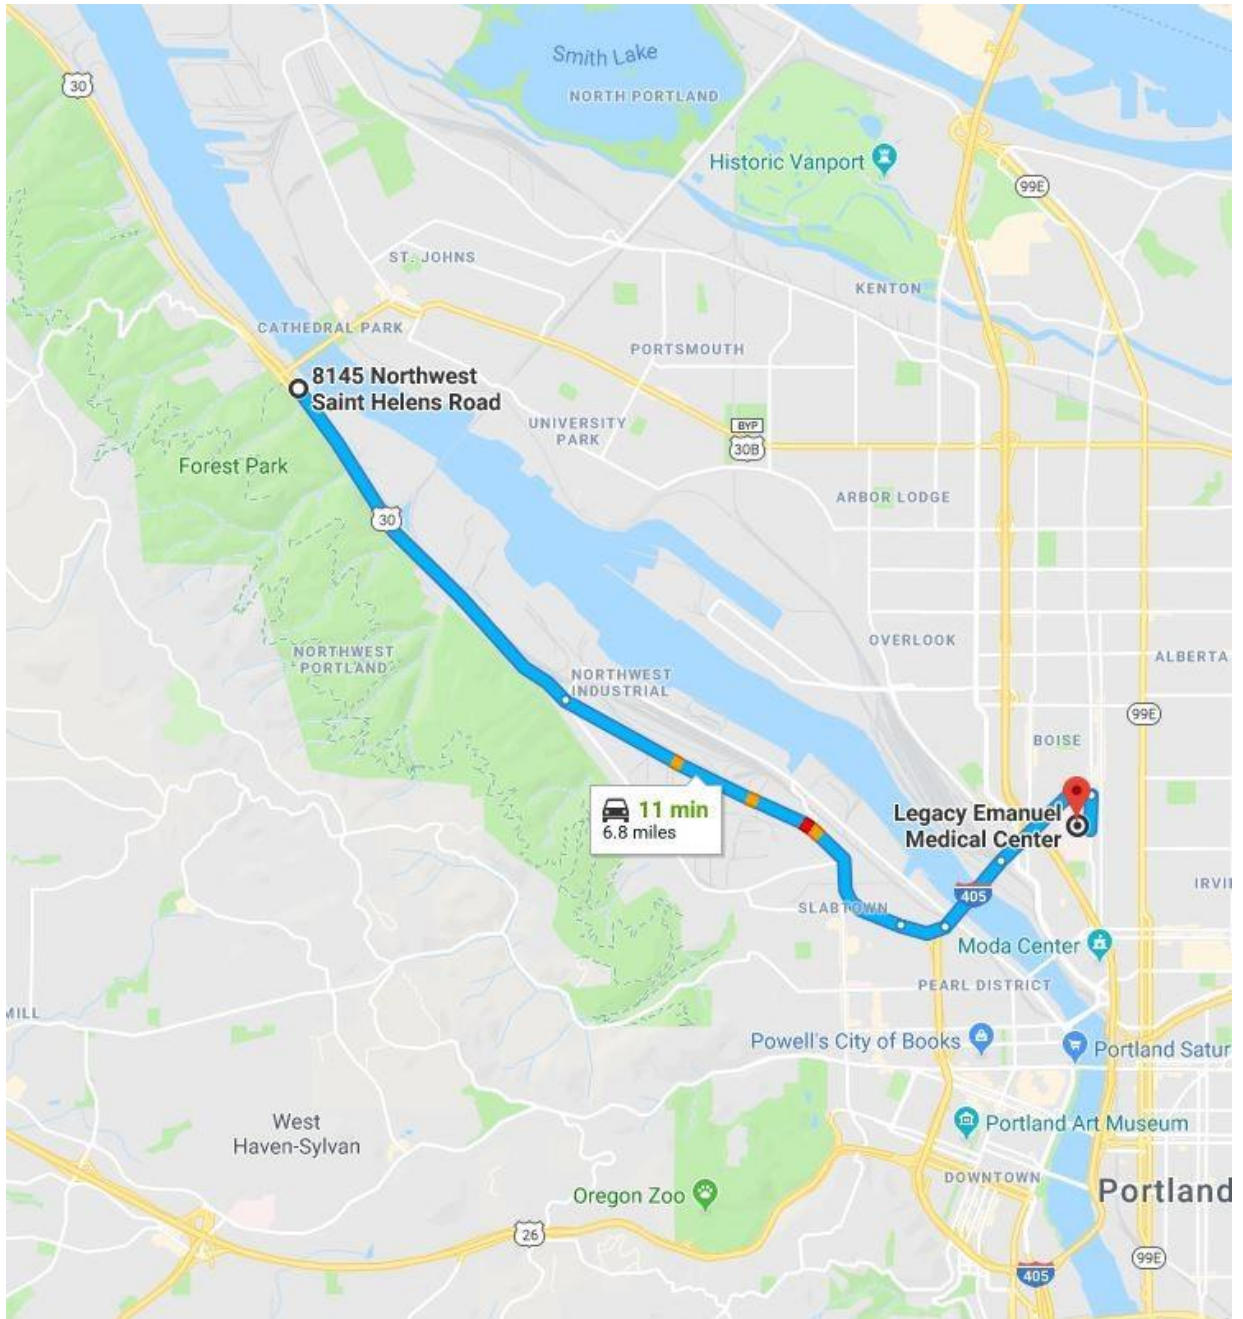 Smith Lake
30
NORTH PORTLAND
Historic Vanport
99E
ST. JOHNS
KENTON
CATHEDRAL PARK
PORTSMOUTH
8145 Northwest
Saint Helens Road
UNIVERSITY
PARK
BYP
30B
Forest Park
ARBOR LODGE
30
OVERLOOK
NORTHWEST
PORTLAND
ALBERTA
NORTHWEST
INDUSTRIAL
99E
BOISE
11 min
6.8 miles
Legacy Emanuel
Medical Center
IRVI
405
SLABTOWN
Moda Center
PEARL DISTRICT
MILL
Powell's City of Books
Portland Satur
West
Haven-Sylvan
Portland Art Museum
DOWNTOWN
Portland
Oregon Zoo
26
99E
405